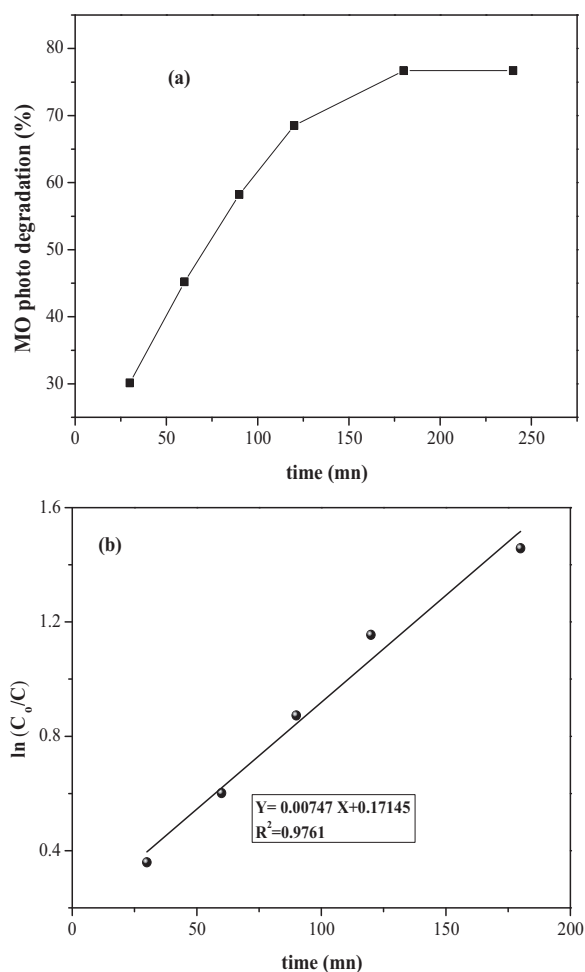 (a)
MO photo degradation (%)
80
70
60
50
40
30
0 50 100 150 200 250
time (mn)
(b)
ln (C₀/C)
1.6
1.2
0.8
0.4
Y= 0.00747 X+0.17145
R²=0.9761
0 50 100 150 200
time (mn)